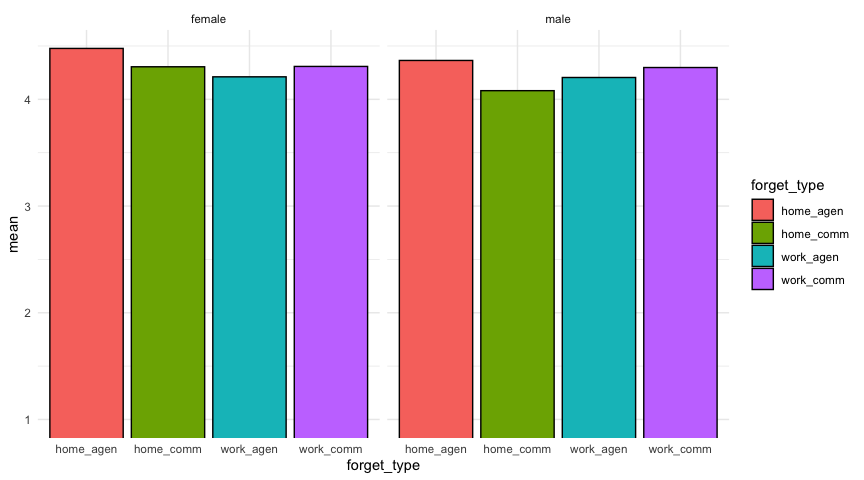 female
male
mean
4
3
2
1
home_agen
home_comm
work_agen
work_comm
home_agen
home_comm
work_agen
work_comm
forget_type
forget_type
home_agen
home_comm
work_agen
work_comm